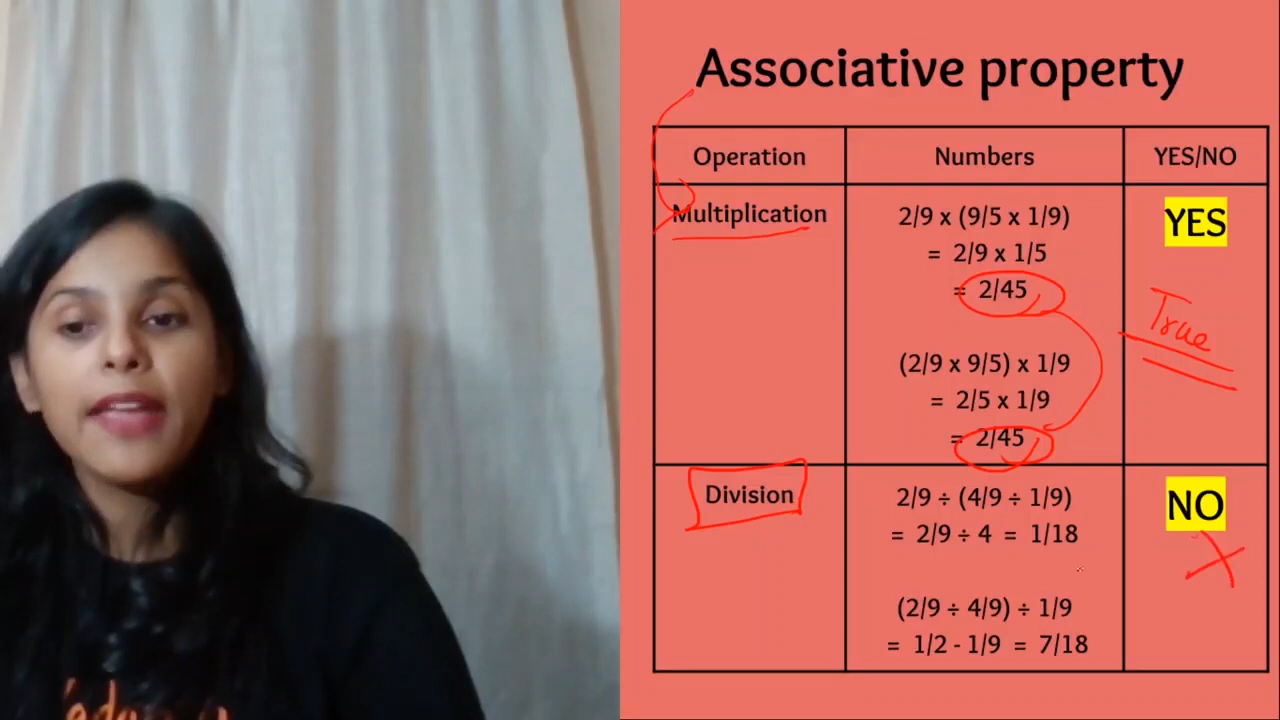 Associative property
Operation Numbers YES/NO
Multiplication 2/9 x (9/5 x 1/9) YES
= 2/9 x 1/5
= 2/45
True
(2/9 x 9/5) x 1/9
= 2/5 x 1/9
= 2/45
Division 2/9 ÷ (4/9 ÷ 1/9) NO
= 2/9 ÷ 4 = 1/18
(2/9 ÷ 4/9) ÷ 1/9
= 1/2 - 1/9 = 7/18